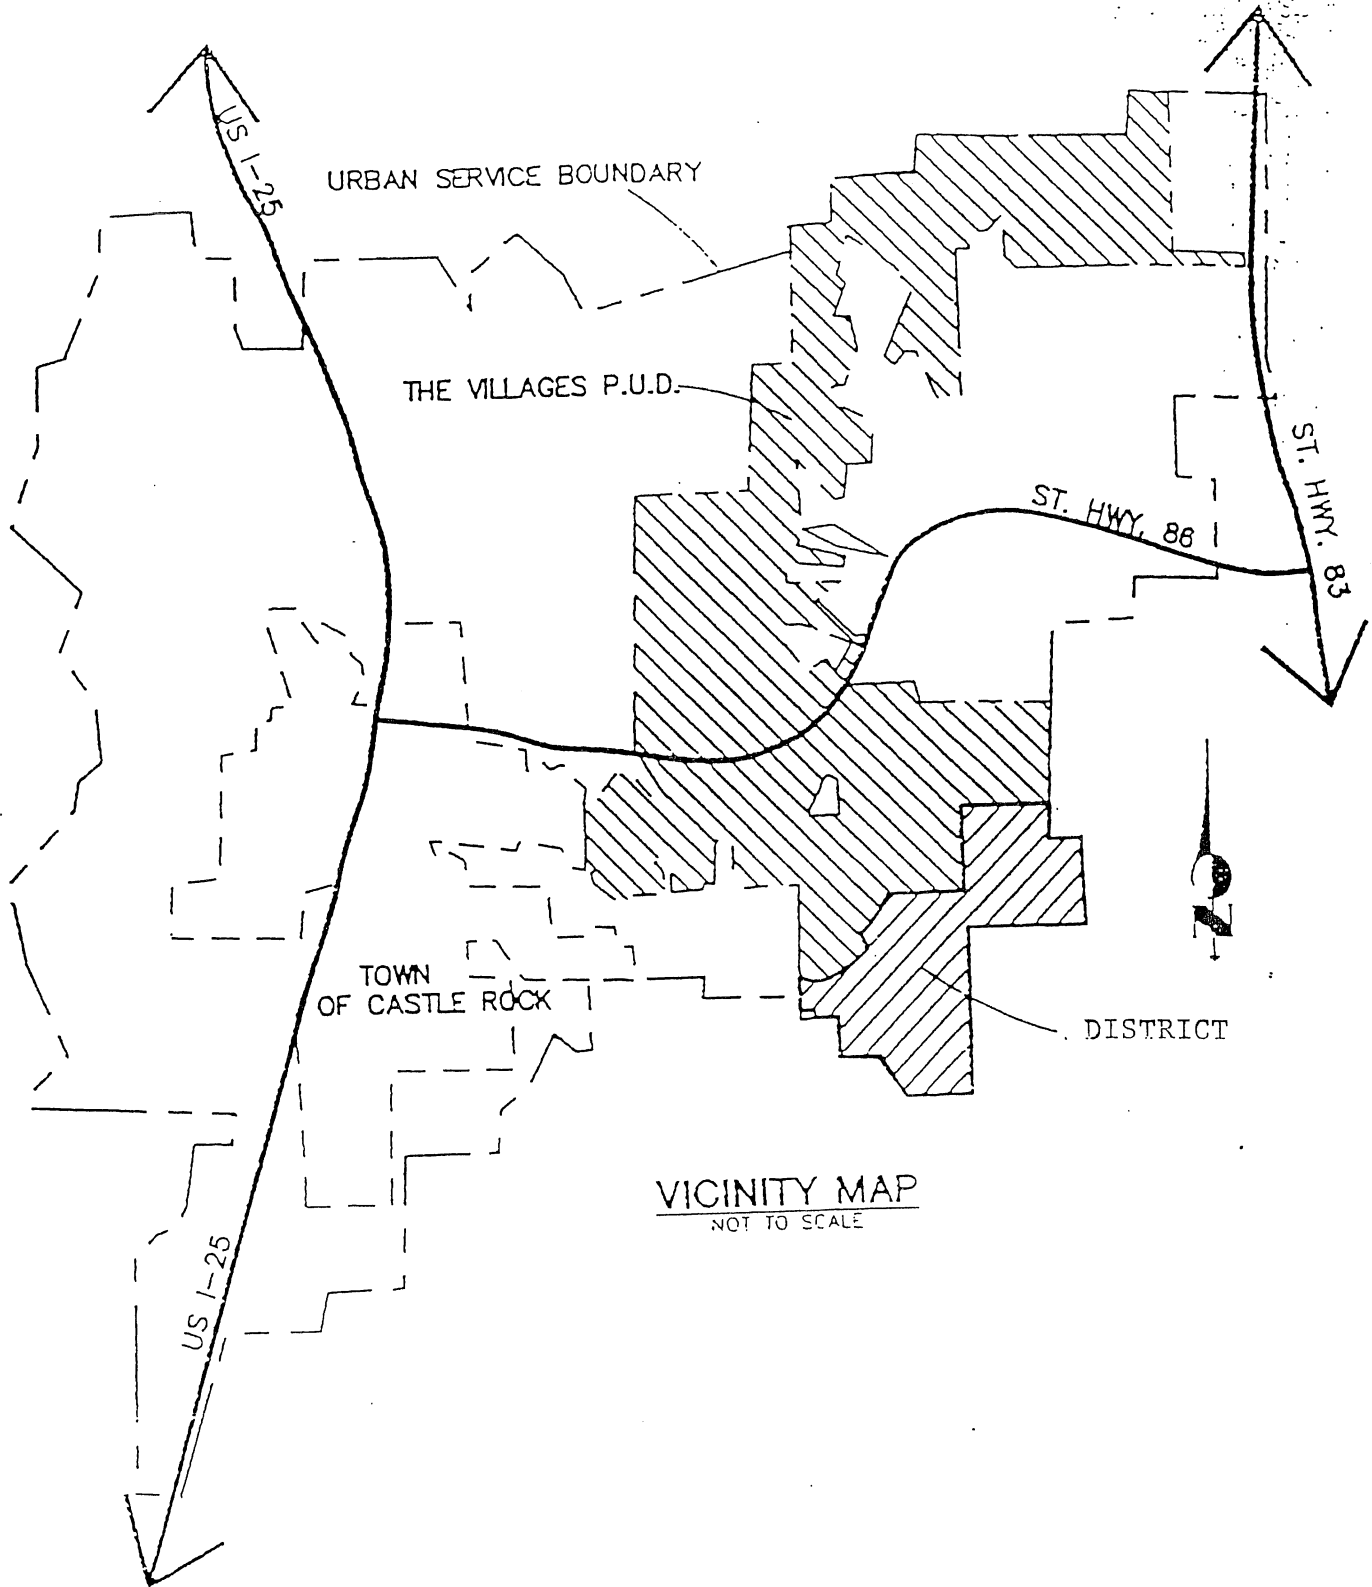 US I-25
URBAN SERVICE BOUNDARY
THE VILLAGES P.U.D.
ST. HWY. 86
ST. HWY. 83
N
TOWN
OF CASTLE ROCK
DISTRICT
VICINITY MAP
NOT TO SCALE
US I-25